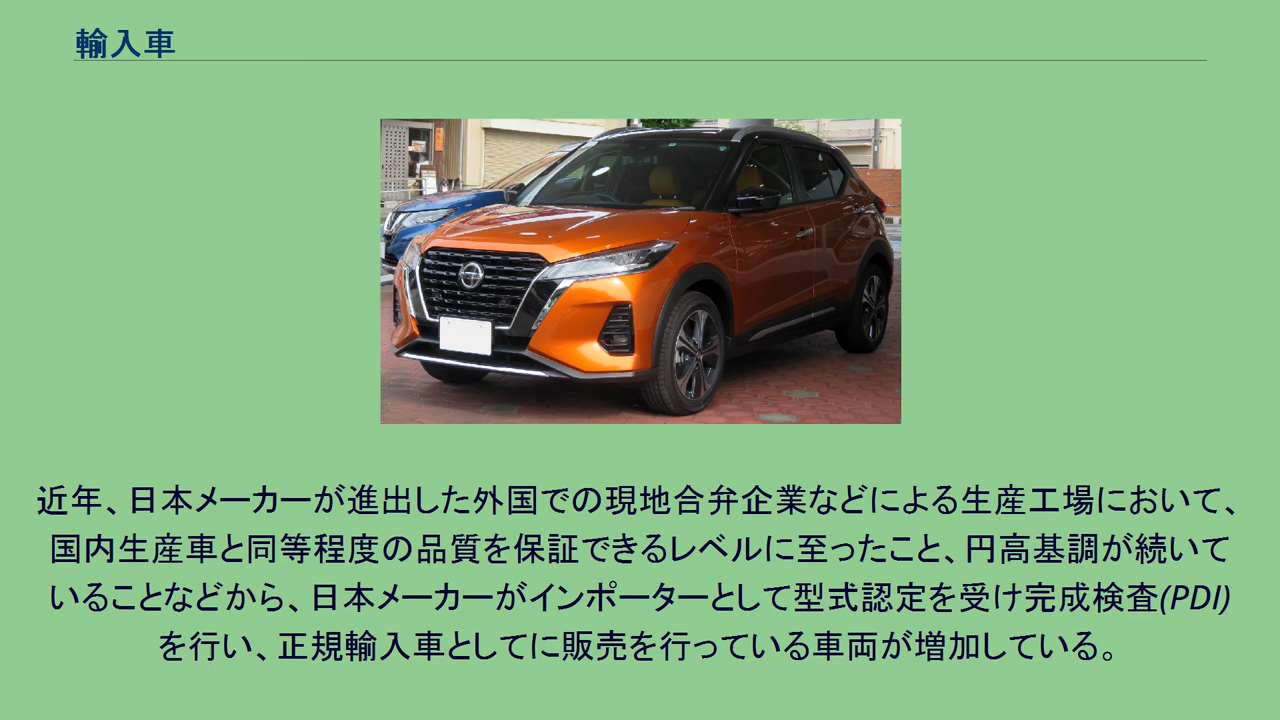 輸入車
近年、日本メーカーが進出した外国での現地合弁企業などによる生産工場において、
国内生産車と同等程度の品質を保証できるレベルに至ったこと、円高基調が続いて
いることなどから、日本メーカーがインポーターとして型式認定を受け完成検査(PDI)
を行い、正規輸入車としてに販売を行っている車両が増加している。